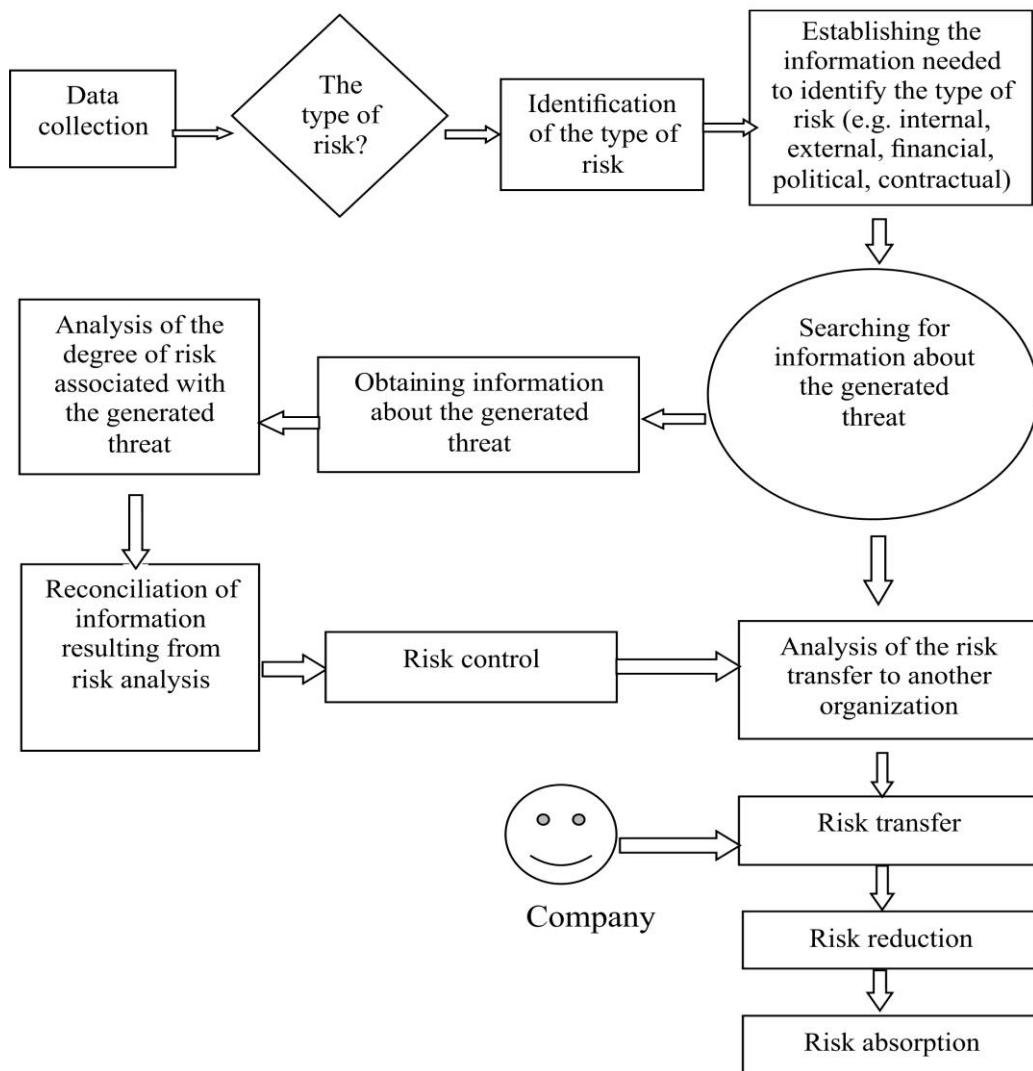 Data
collection
The
type of
risk?
Identification
of the type of
risk
Establishing the
information needed
to identify the type of
risk (e.g. internal,
external, financial,
political, contractual)
Searching for
information about
the generated
threat
Obtaining information
about the generated
threat
Analysis of the
degree of risk
associated with
the generated
threat
Reconciliation of
information
resulting from
risk analysis
Risk control
Analysis of the risk
transfer to another
organization
Company
Risk transfer
Risk reduction
Risk absorption